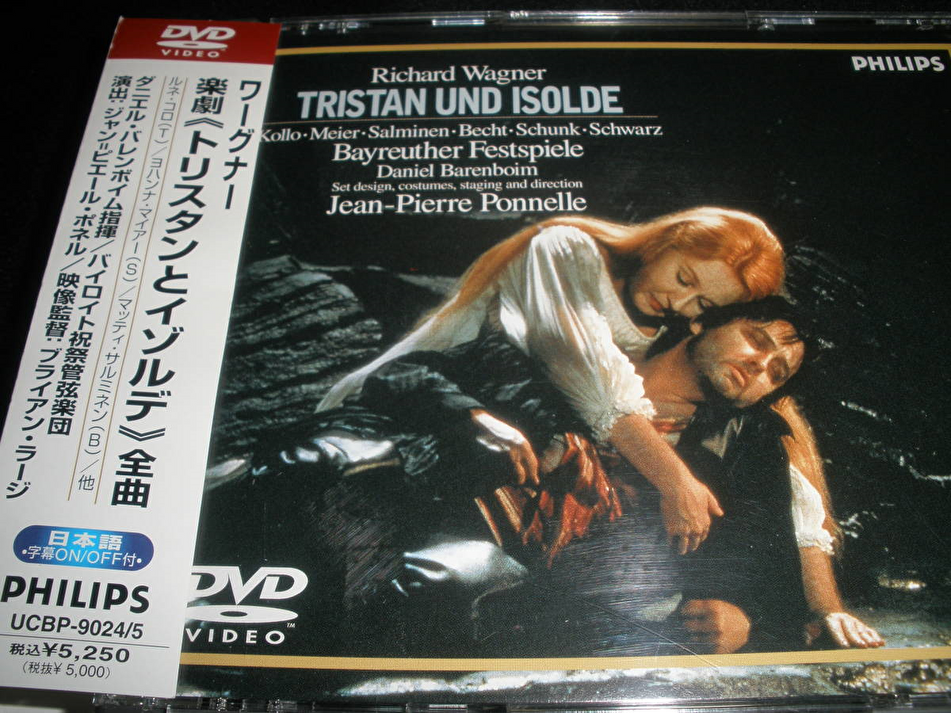 DVD
VIDEO
ワーグナー
楽劇《トリスタンとイゾルデ》全曲
ルネ・コロ(T)/ヨハンナ・マイアー(S)/マッティ・サルミネン(B)/他
ダニエル・バレンボイム指揮/バイロイト祝祭管弦楽団
演出:ジャン=ピエール・ポネル/映像監督:ブライアン・ラージ
日本語
•字幕ON/OFF付•
PHILIPS
UCBP-9024/5
税込¥5,250
(税抜¥5,000)
PHILIPS
Richard Wagner
TRISTAN UND ISOLDE
Kollo·Meier·Salminen·Becht·Schunk·Schwarz
Bayreuther Festspiele
Daniel Barenboim
Set design, costumes, staging and direction
Jean-Pierre Ponnelle
DVD
VIDEO
TM